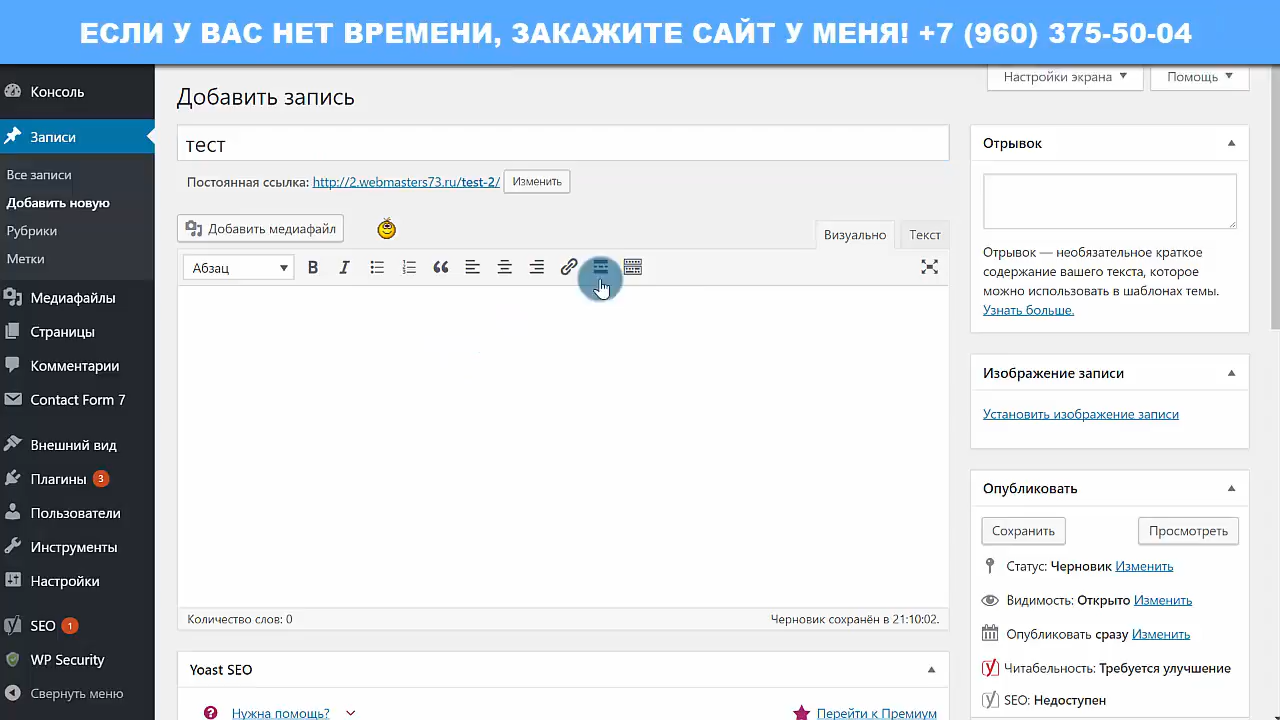 ЕСЛИ У ВАС НЕТ ВРЕМЕНИ, ЗАКАЖИТЕ САЙТ У МЕНЯ! +7 (960) 375-50-04
Настройки экрана
Помощь
Консоль
Записи
Все записи
Добавить новую
Рубрики
Метки
Медиафайлы
Страницы
Комментарии
Contact Form 7
Внешний вид
Плагины 3
Пользователи
Инструменты
Настройки
SEO 1
WP Security
Свернуть меню
Добавить запись
тест
Постоянная ссылка: http://2.webmasters73.ru/test-2/ Изменить
Добавить медиафайл
Визуально Текст
Абзац B I
Количество слов: 0 Черновик сохранён в 21:10:02.
Yoast SEO
Нужна помощь? Перейти к Премиум
Отрывок
Отрывок — необязательное краткое
содержание вашего текста, которое
можно использовать в шаблонах темы.
Узнать больше.
Изображение записи
Установить изображение записи
Опубликовать
Сохранить Просмотреть
Статус: Черновик Изменить
Видимость: Открыто Изменить
Опубликовать сразу Изменить
Читабельность: Требуется улучшение
SEO: Недоступен